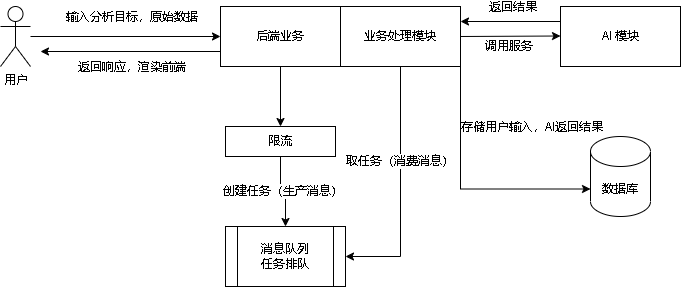 返回结果
输入分析目标，原始数据
后端业务
业务处理模块
AI 模块
调用服务
返回响应，渲染前端
用户
存储用户输入，AI返回结果
限流
取任务（消费消息）
创建任务（生产消息）
数据库
消息队列
任务排队